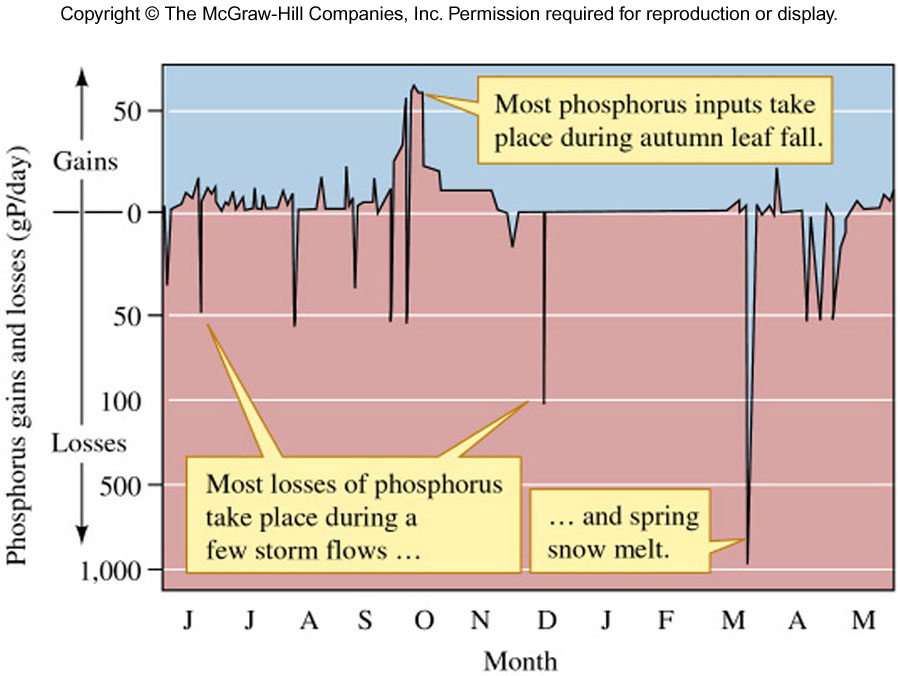 Copyright © The McGraw-Hill Companies, Inc. Permission required for reproduction or display.
Phosphorus gains and losses (gP/day)
Gains
Losses
50
0
50
100
500
1,000
Most phosphorus inputs take
place during autumn leaf fall.
Most losses of phosphorus
take place during a
few storm flows ...
... and spring
snow melt.
J J A S O N D J F M A M
Month